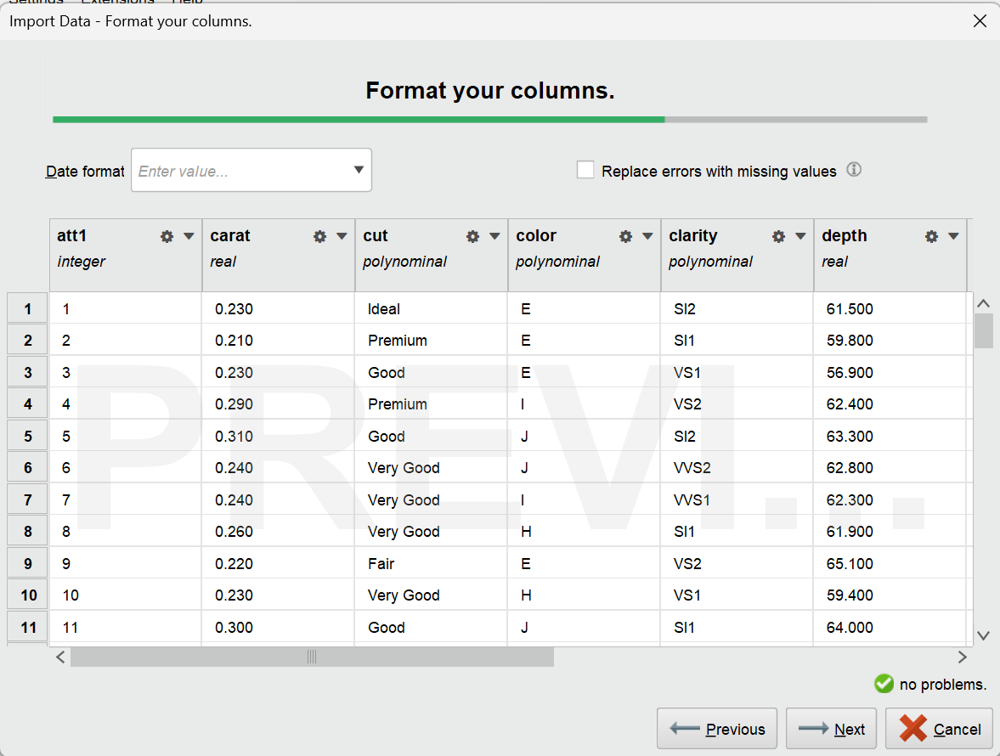 Settings Extensions Help
Import Data - Format your columns.
Format your columns.
Date format Enter value... Replace errors with missing values
att1 carat cut color clarity depth
integer real polynominal polynominal polynominal real
1 1 0.230 Ideal E SI2 61.500
2 2 0.210 Premium E SI1 59.800
3 3 0.230 Good E VS1 56.900
4 4 0.290 Premium I VS2 62.400
5 5 0.310 Good J SI2 63.300
6 6 0.240 Very Good J VVS2 62.800
7 7 0.240 Very Good I VVS1 62.300
8 8 0.260 Very Good H SI1 61.900
9 9 0.220 Fair E VS2 65.100
10 10 0.230 Very Good H VS1 59.400
11 11 0.300 Good J SI1 64.000
PREVI...
no problems.
Previous Next Cancel